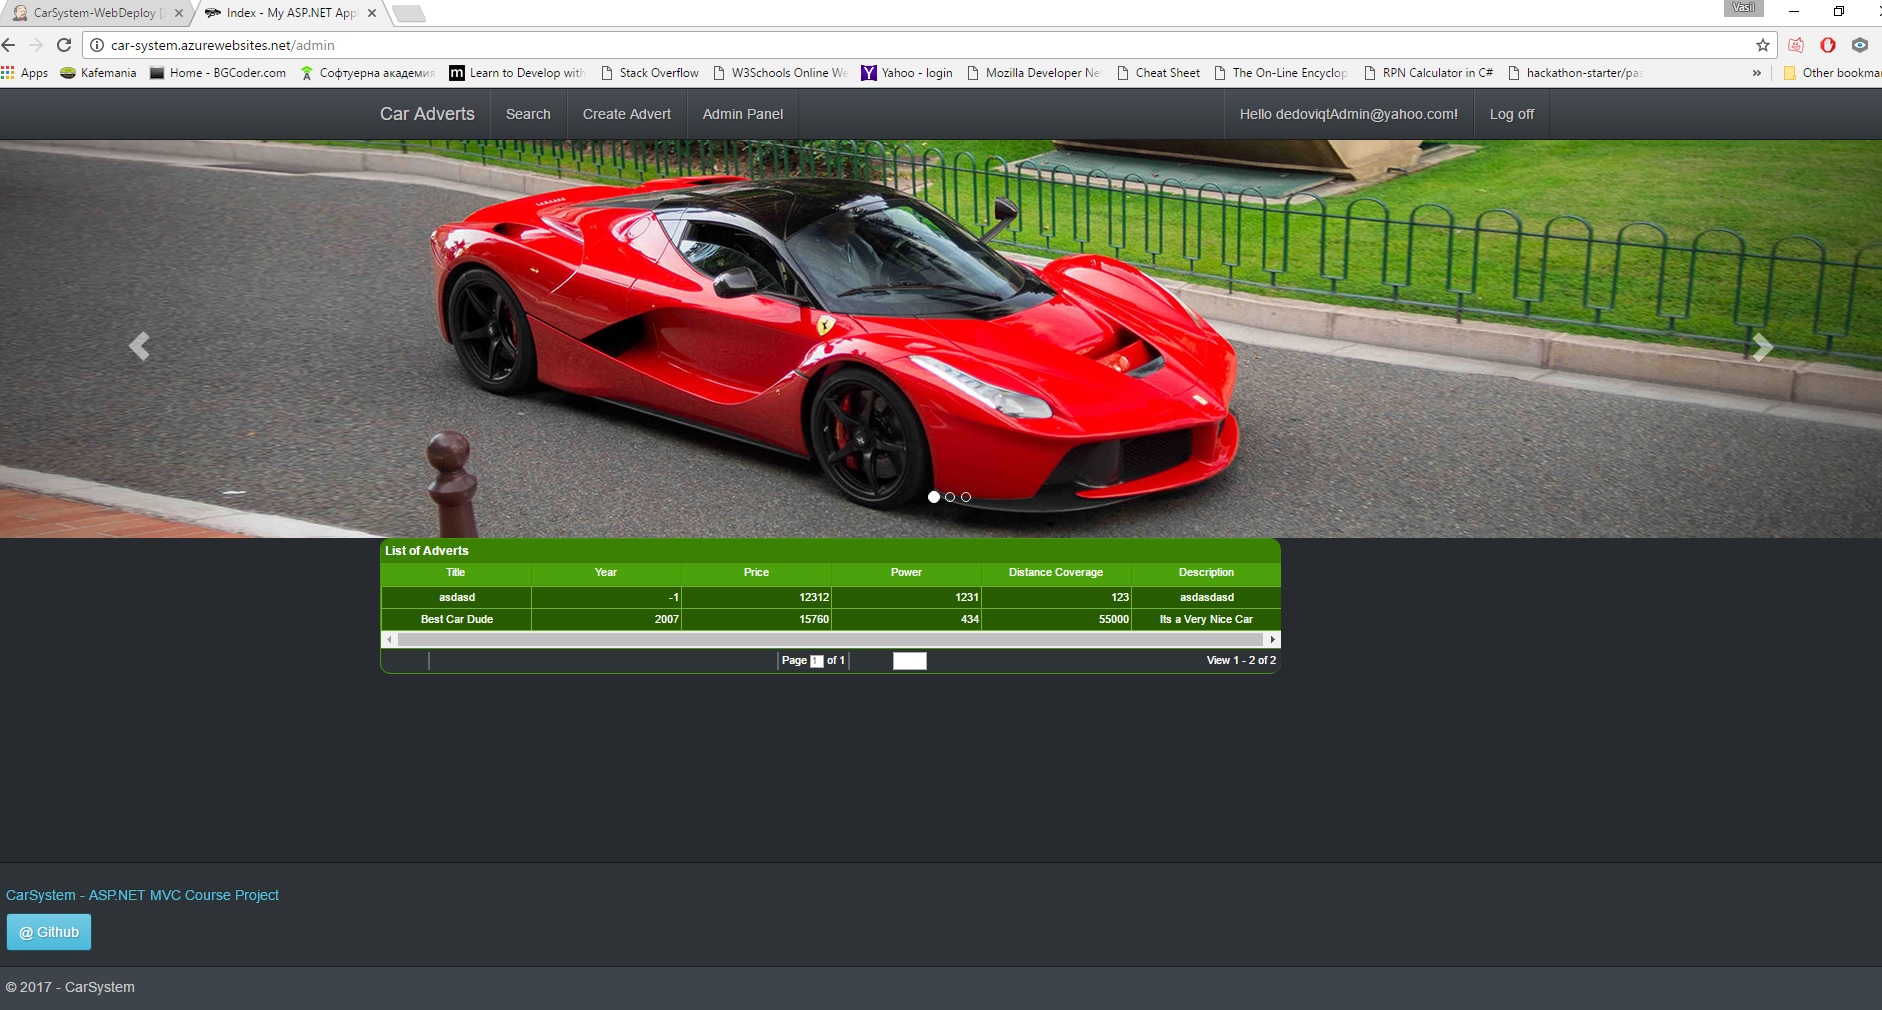 CarSystem-WebDeploy
Index - My ASP.NET App
Vasil
car-system.azurewebsites.net/admin
Apps Kafemania Home - BGCoder.com Софтуерна академия Learn to Develop with Stack Overflow W3Schools Online We Yahoo - login Mozilla Developer Ne Cheat Sheet The On-Line Encyclop RPN Calculator in C# hackathon-starter/pas » Other bookma
Car Adverts Search Create Advert Admin Panel Hello dedoviqtAdmin@yahoo.com! Log off
List of Adverts
Title Year Price Power Distance Coverage Description
asdasd -1 12312 1231 123 asdasdasd
Best Car Dude 2007 15760 434 55000 Its a Very Nice Car
Page 1 of 1 View 1 - 2 of 2
CarSystem - ASP.NET MVC Course Project
@ Github
© 2017 - CarSystem